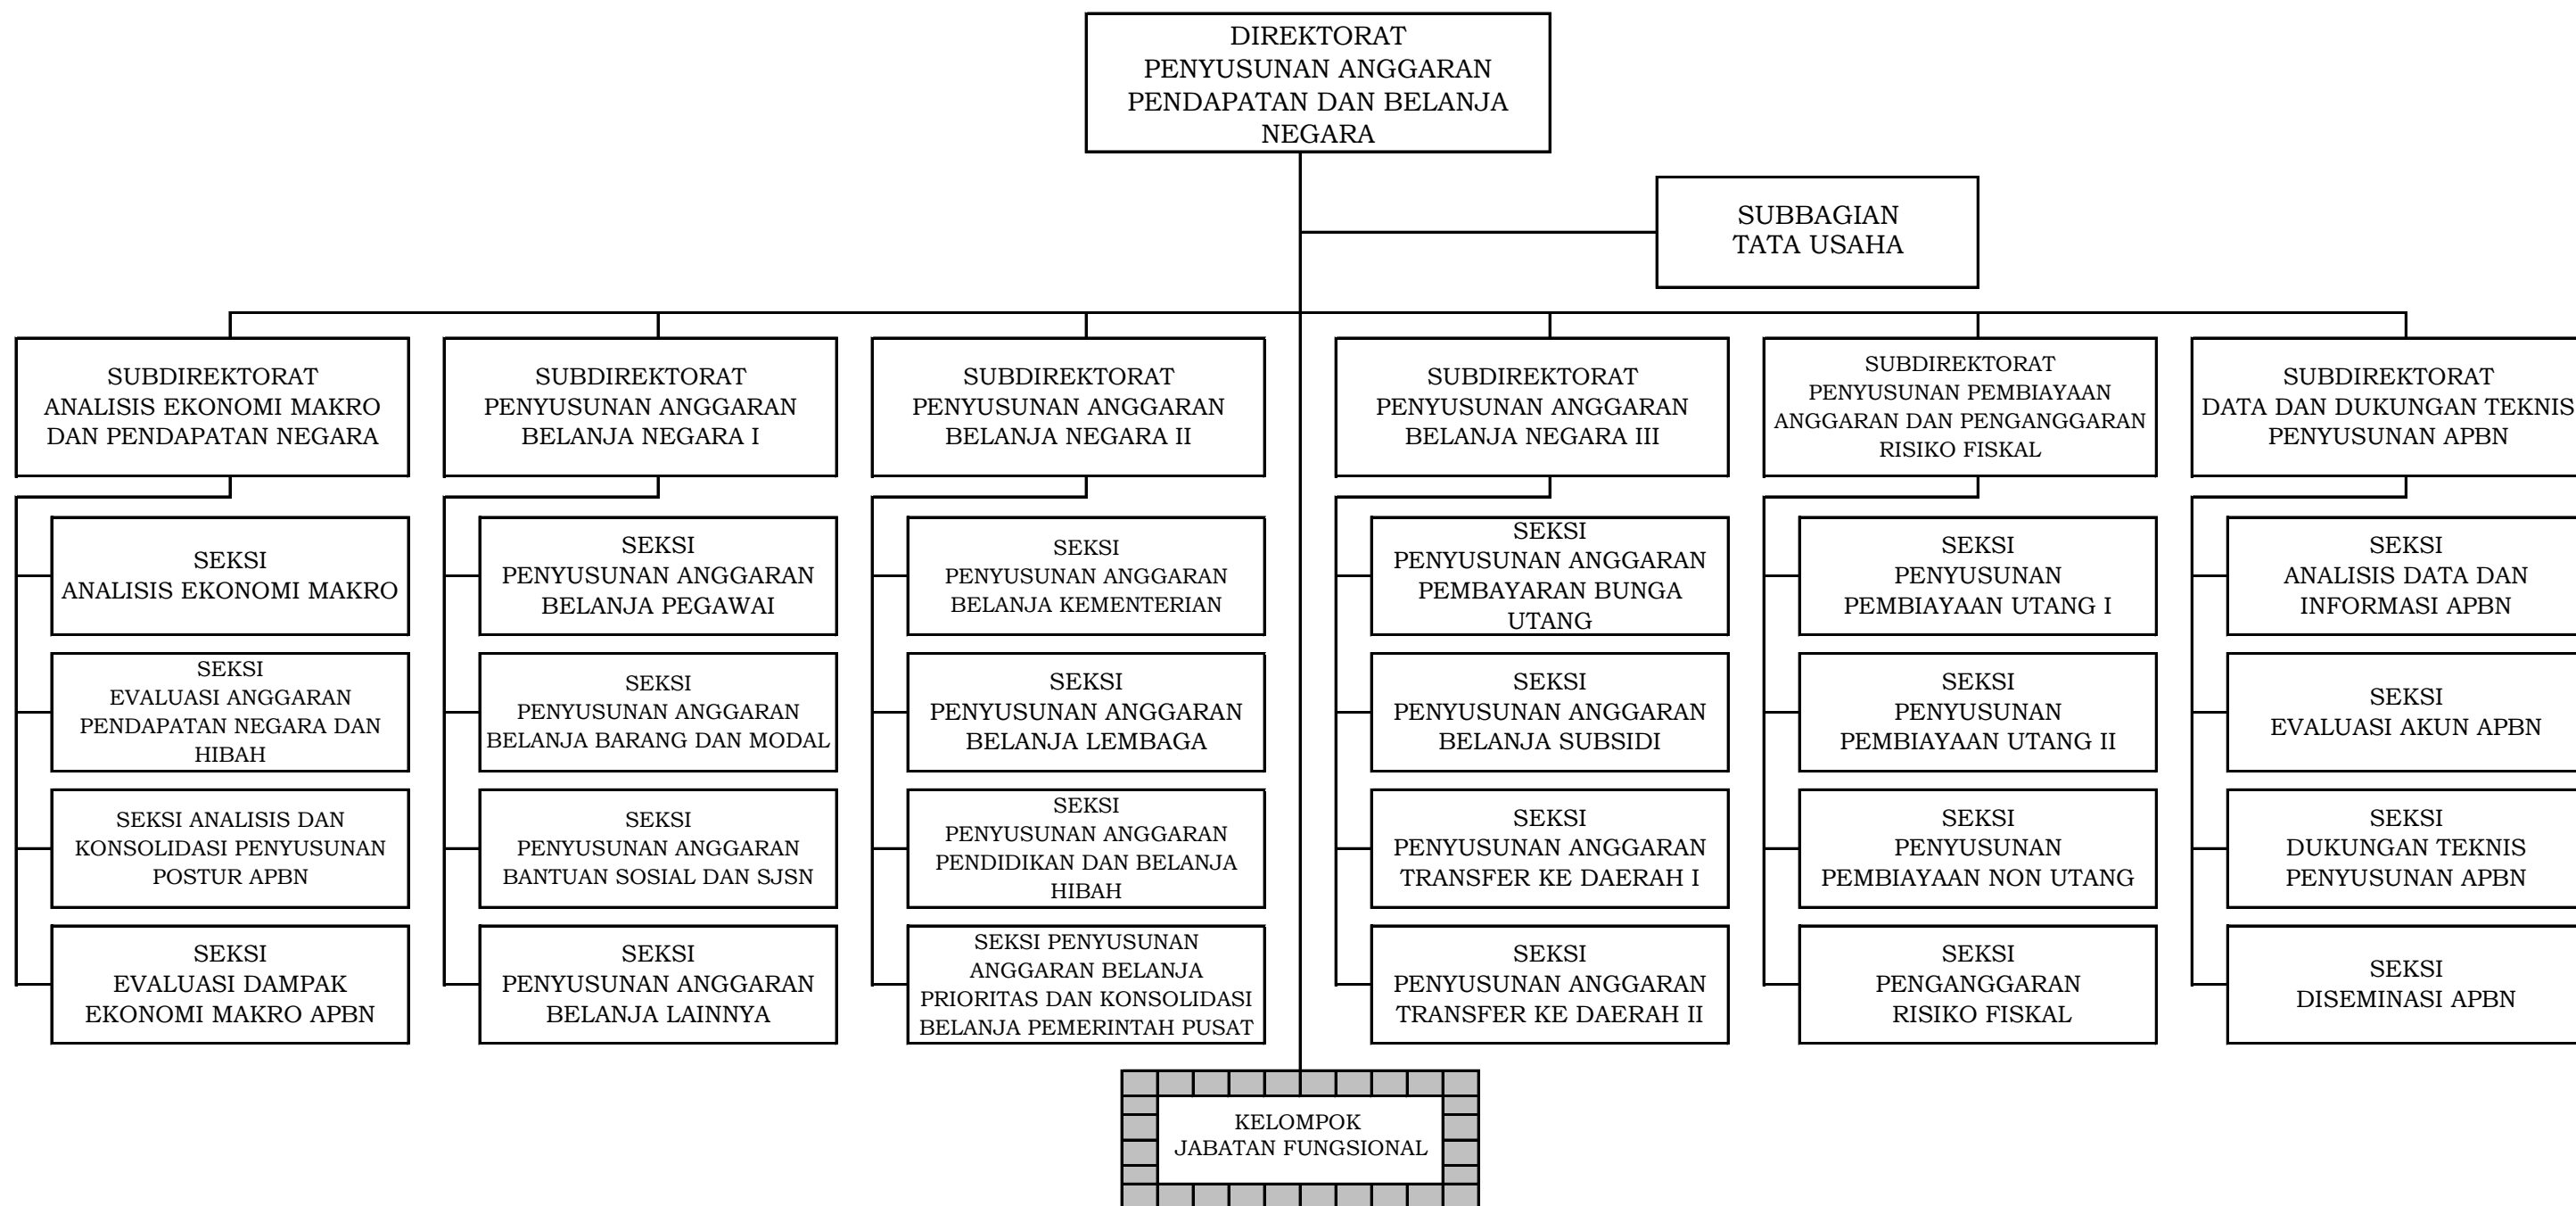 DIREKTORAT
PENYUSUNAN ANGGARAN
PENDAPATAN DAN BELANJA
NEGARA
SUBBAGIAN
TATA USAHA
SUBDIREKTORAT
ANALISIS EKONOMI MAKRO
DAN PENDAPATAN NEGARA
SUBDIREKTORAT
PENYUSUNAN ANGGARAN
BELANJA NEGARA I
SUBDIREKTORAT
PENYUSUNAN ANGGARAN
BELANJA NEGARA II
SUBDIREKTORAT
PENYUSUNAN ANGGARAN
BELANJA NEGARA III
SUBDIREKTORAT
PENYUSUNAN PEMBIAYAAN
ANGGARAN DAN PENGANGGARAN
RISIKO FISKAL
SUBDIREKTORAT
DATA DAN DUKUNGAN TEKNIS
PENYUSUNAN APBN
SEKSI
ANALISIS EKONOMI MAKRO
SEKSI
PENYUSUNAN ANGGARAN
BELANJA PEGAWAI
SEKSI
PENYUSUNAN ANGGARAN
BELANJA KEMENTERIAN
SEKSI
PENYUSUNAN ANGGARAN
PEMBAYARAN BUNGA
UTANG
SEKSI
PENYUSUNAN
PEMBIAYAAN UTANG I
SEKSI
ANALISIS DATA DAN
INFORMASI APBN
SEKSI
EVALUASI ANGGARAN
PENDAPATAN NEGARA DAN
HIBAH
SEKSI
PENYUSUNAN ANGGARAN
BELANJA BARANG DAN MODAL
SEKSI
PENYUSUNAN ANGGARAN
BELANJA LEMBAGA
SEKSI
PENYUSUNAN ANGGARAN
BELANJA SUBSIDI
SEKSI
PENYUSUNAN
PEMBIAYAAN UTANG II
SEKSI
EVALUASI AKUN APBN
SEKSI ANALISIS DAN
KONSOLIDASI PENYUSUNAN
POSTUR APBN
SEKSI
PENYUSUNAN ANGGARAN
BANTUAN SOSIAL DAN SJSN
SEKSI
PENYUSUNAN ANGGARAN
PENDIDIKAN DAN BELANJA
HIBAH
SEKSI
PENYUSUNAN ANGGARAN
TRANSFER KE DAERAH I
SEKSI
PENYUSUNAN
PEMBIAYAAN NON UTANG
SEKSI
DUKUNGAN TEKNIS
PENYUSUNAN APBN
SEKSI
EVALUASI DAMPAK
EKONOMI MAKRO APBN
SEKSI
PENYUSUNAN ANGGARAN
BELANJA LAINNYA
SEKSI PENYUSUNAN
ANGGARAN BELANJA
PRIORITAS DAN KONSOLIDASI
BELANJA PEMERINTAH PUSAT
SEKSI
PENYUSUNAN ANGGARAN
TRANSFER KE DAERAH II
SEKSI
PENGANGGARAN
RISIKO FISKAL
SEKSI
DISEMINASI APBN
KELOMPOK
JABATAN FUNGSIONAL